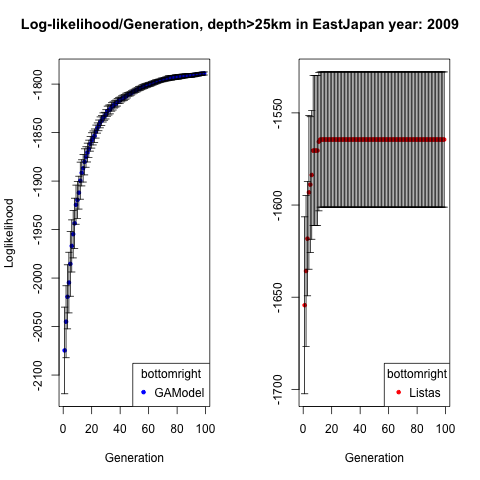 Log-likelihood/Generation, depth>25km in EastJapan year: 2009
Loglikelihood
-1800
-1850
-1900
-1950
-2000
-2050
-2100
bottomright
GAModel
0 20 40 60 80 100
Generation
-1550
-1600
-1650
-1700
bottomright
Listas
0 20 40 60 80 100
Generation